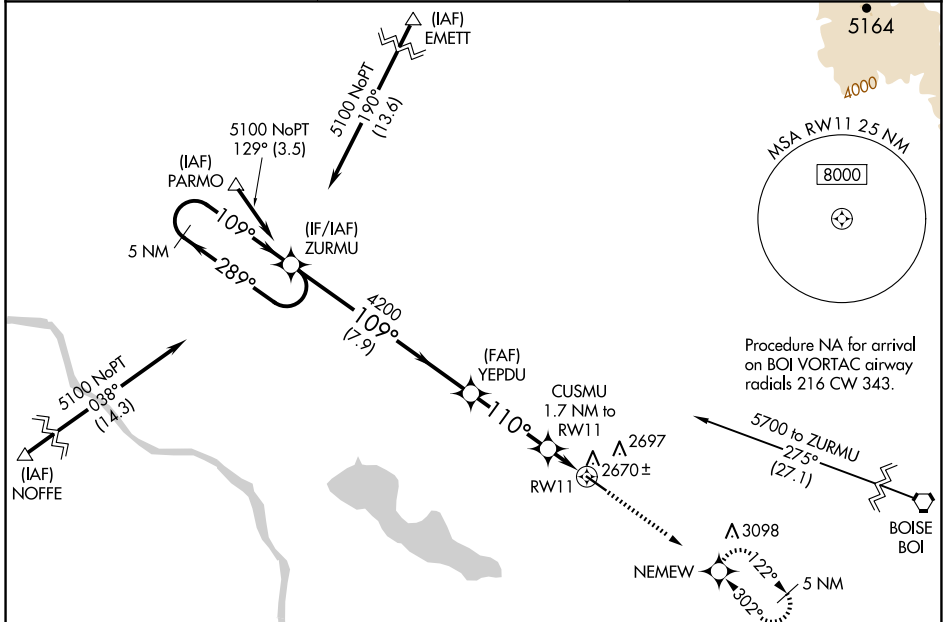 (IAF)
EMETT
5164
4000
5100 NoPT
190°
(13.6)
5100 NoPT
129° (3.5)
(IAF)
PARMO
MSA RW11 25 NM
8000
109°
(IF/IAF)
ZURMU
5 NM
289°
4200
109°
(7.9)
5100 NoPT
038°
(14.3)
(IAF)
NOFFE
(FAF)
YEPDU
Procedure NA for arrival
on BOI VORTAC airway
radials 216 CW 343.
CUSMU
1.7 NM to
RW11
110°
2697
2670±
RW11
5700 to ZURMU
275°
(27.1)
BOISE
BOI
3098
NEMEW
122°
5 NM
302°